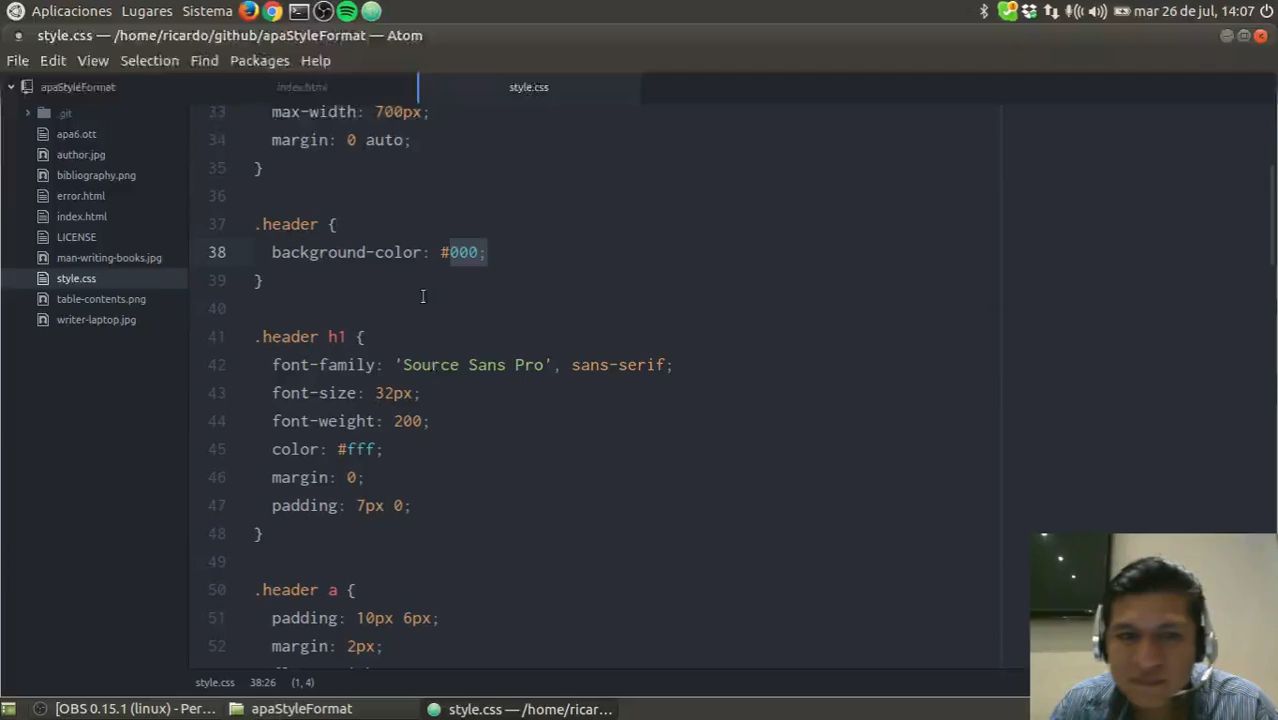 Aplicaciones Lugares Sistema mar 26 de jul, 14:07
style.css — /home/ricardo/github/apaStyleFormat — Atom
File Edit View Selection Find Packages Help
apaStyleFormat index.html style.css
.git
apa6.ott
author.jpg
bibliography.png
error.html
index.html
LICENSE
man-writing-books.jpg
style.css
table-contents.png
writer-laptop.jpg
33 max-width: 700px;
34 margin: 0 auto;
35 }
36
37 .header {
38 background-color: #000;
39 }
40
41 .header h1 {
42 font-family: 'Source Sans Pro', sans-serif;
43 font-size: 32px;
44 font-weight: 200;
45 color: #fff;
46 margin: 0;
47 padding: 7px 0;
48 }
49
50 .header a {
51 padding: 10px 6px;
52 margin: 2px;
style.css 38:26 (1, 4)
[OBS 0.15.1 (linux) - Per... apaStyleFormat style.css — /home/ricar...